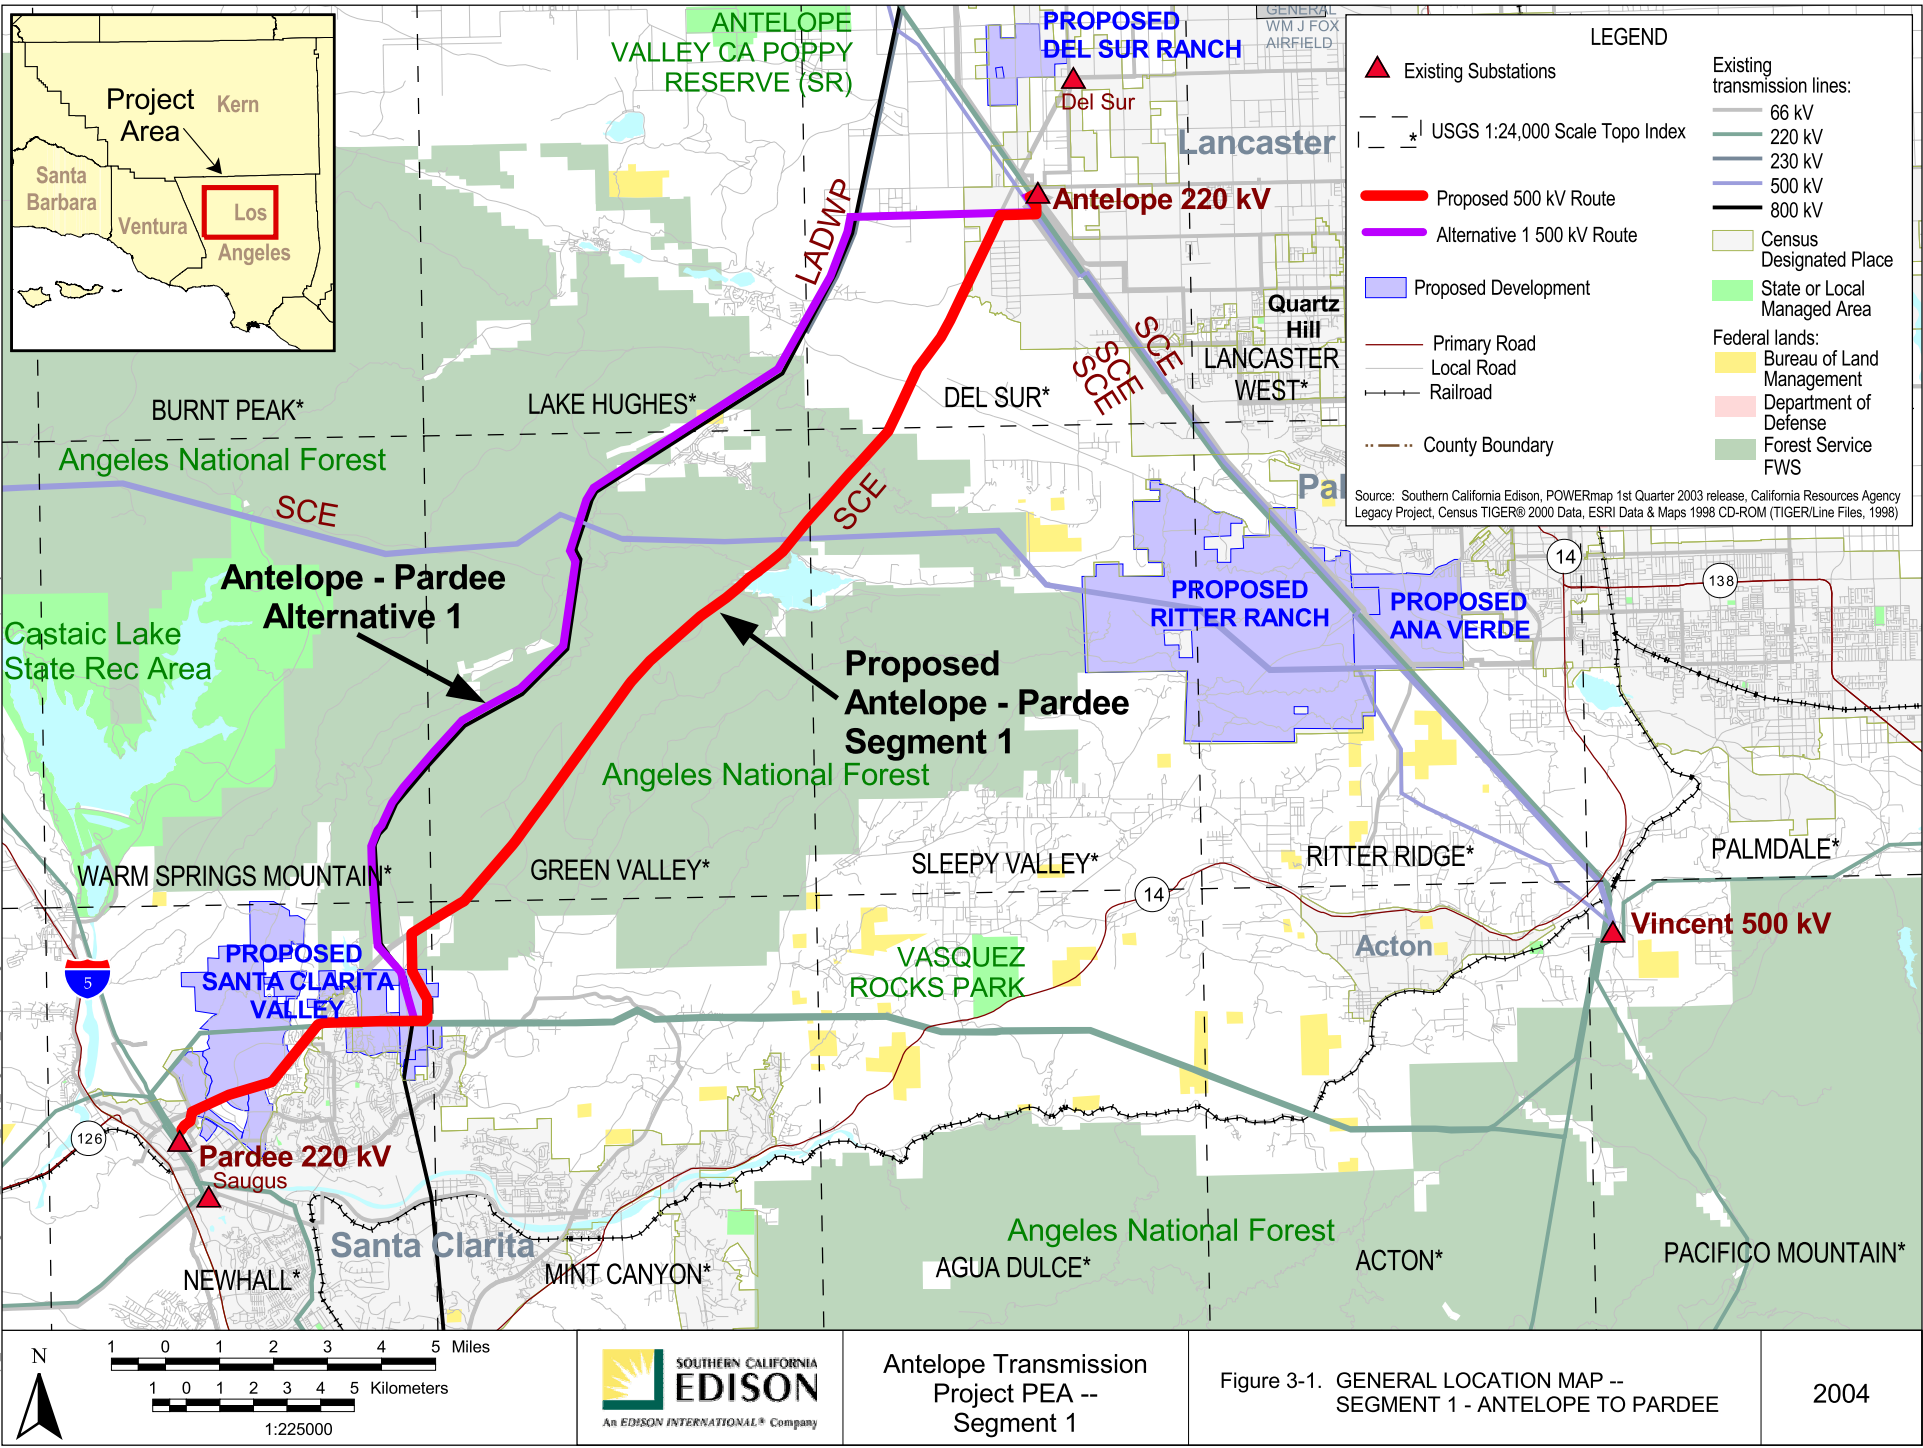 Project
Area
Kern
Santa
Barbara
Ventura
Los
Angeles
ANTELOPE
VALLEY CA POPPY
RESERVE (SR)
PROPOSED
DEL SUR RANCH
GENERAL
WM J FOX
AIRFIELD
Del Sur
Lancaster
LADWP
Antelope 220 kV
Quartz
Hill
LANCASTER
WEST*
SCE
SCE
SCE
BURNT PEAK*
LAKE HUGHES*
DEL SUR*
Angeles National Forest
SCE
SCE
Pal
Antelope - Pardee
Alternative 1
Castaic Lake
State Rec Area
Proposed
Antelope - Pardee
Segment 1
Angeles National Forest
PROPOSED
RITTER RANCH
PROPOSED
ANA VERDE
14
138
WARM SPRINGS MOUNTAIN*
GREEN VALLEY*
SLEEPY VALLEY*
RITTER RIDGE*
PALMDALE*
14
Vincent 500 kV
Acton
VASQUEZ
ROCKS PARK
PROPOSED
SANTA CLARITA
VALLEY
5
126
Pardee 220 kV
Saugus
Santa Clarita
NEWHALL*
MINT CANYON*
Angeles National Forest
AGUA DULCE*
ACTON*
PACIFICO MOUNTAIN*
LEGEND
Existing Substations
* USGS 1:24,000 Scale Topo Index
Proposed 500 kV Route
Alternative 1 500 kV Route
Proposed Development
Primary Road
Local Road
Railroad
County Boundary
Existing
transmission lines:
66 kV
220 kV
230 kV
500 kV
800 kV
Census
Designated Place
State or Local
Managed Area
Federal lands:
Bureau of Land
Management
Department of
Defense
Forest Service
FWS
Source: Southern California Edison, POWERmap 1st Quarter 2003 release, California Resources Agency
Legacy Project, Census TIGER® 2000 Data, ESRI Data & Maps 1998 CD-ROM (TIGER/Line Files, 1998)
N
1 0 1 2 3 4 5 Miles
1 0 1 2 3 4 5 Kilometers
1:225000
SOUTHERN CALIFORNIA
EDISON
An EDISON INTERNATIONAL® Company
Antelope Transmission
Project PEA --
Segment 1
Figure 3-1. GENERAL LOCATION MAP --
SEGMENT 1 - ANTELOPE TO PARDEE
2004